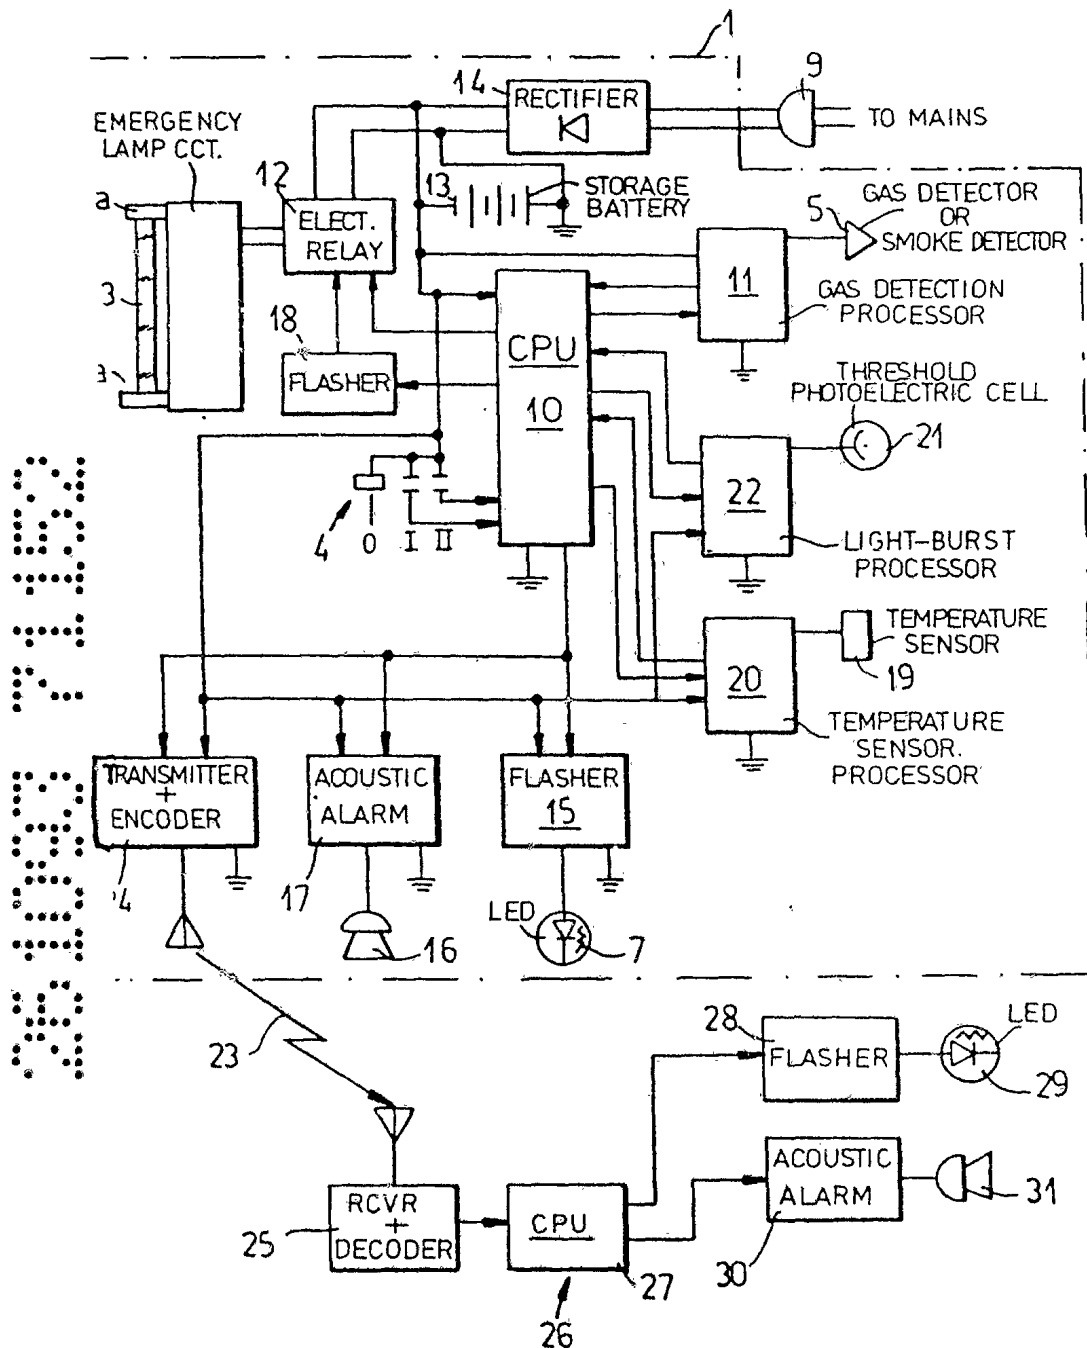 1
9
14
RECTIFIER
TO MAINS
EMERGENCY
LAMP CCT.
12
13
STORAGE
BATTERY
a
ELECT.
RELAY
5
GAS DETECTOR
OR
SMOKE DETECTOR
11
3
18
FLASHER
CPU
10
GAS DETECTION
PROCESSOR
THRESHOLD
PHOTOELECTRIC CELL
21
22
4
0
I
II
LIGHT-BURST
PROCESSOR
TEMPERATURE
SENSOR
19
20
TEMPERATURE
SENSOR.
PROCESSOR
TRANSMITTER
+
ENCODER
ACOUSTIC
ALARM
FLASHER
15
4
17
LED
16
7
23
28
FLASHER
LED
29
RCVR
+
DECODER
25
CPU
27
26
ACOUSTIC
ALARM
30
31